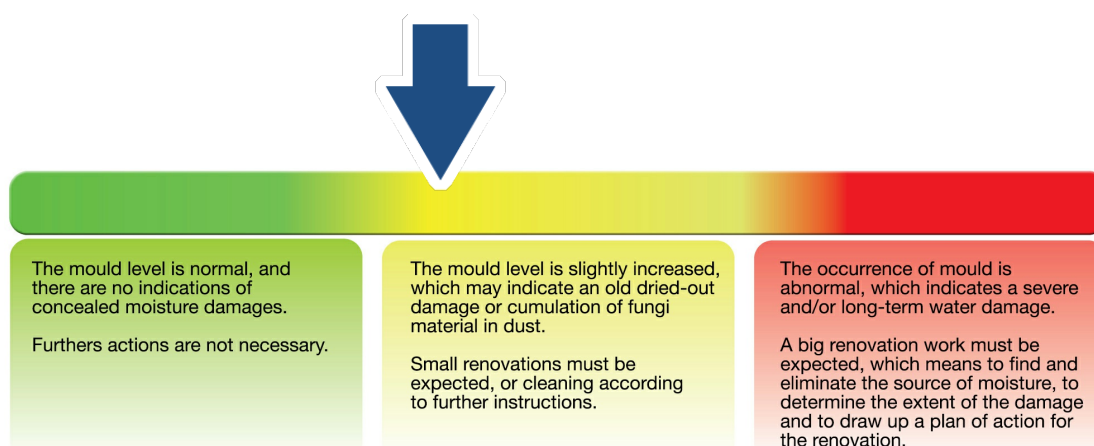 The mould level is normal, and
there are no indications of
concealed moisture damages.
Furthers actions are not necessary.
The mould level is slightly increased,
which may indicate an old dried-out
damage or cumulation of fungi
material in dust.
Small renovations must be
expected, or cleaning according
to further instructions.
The occurrence of mould is
abnormal, which indicates a severe
and/or long-term water damage.
A big renovation work must be
expected, which means to find and
eliminate the source of moisture, to
determine the extent of the damage
and to draw up a plan of action for
the renovation.